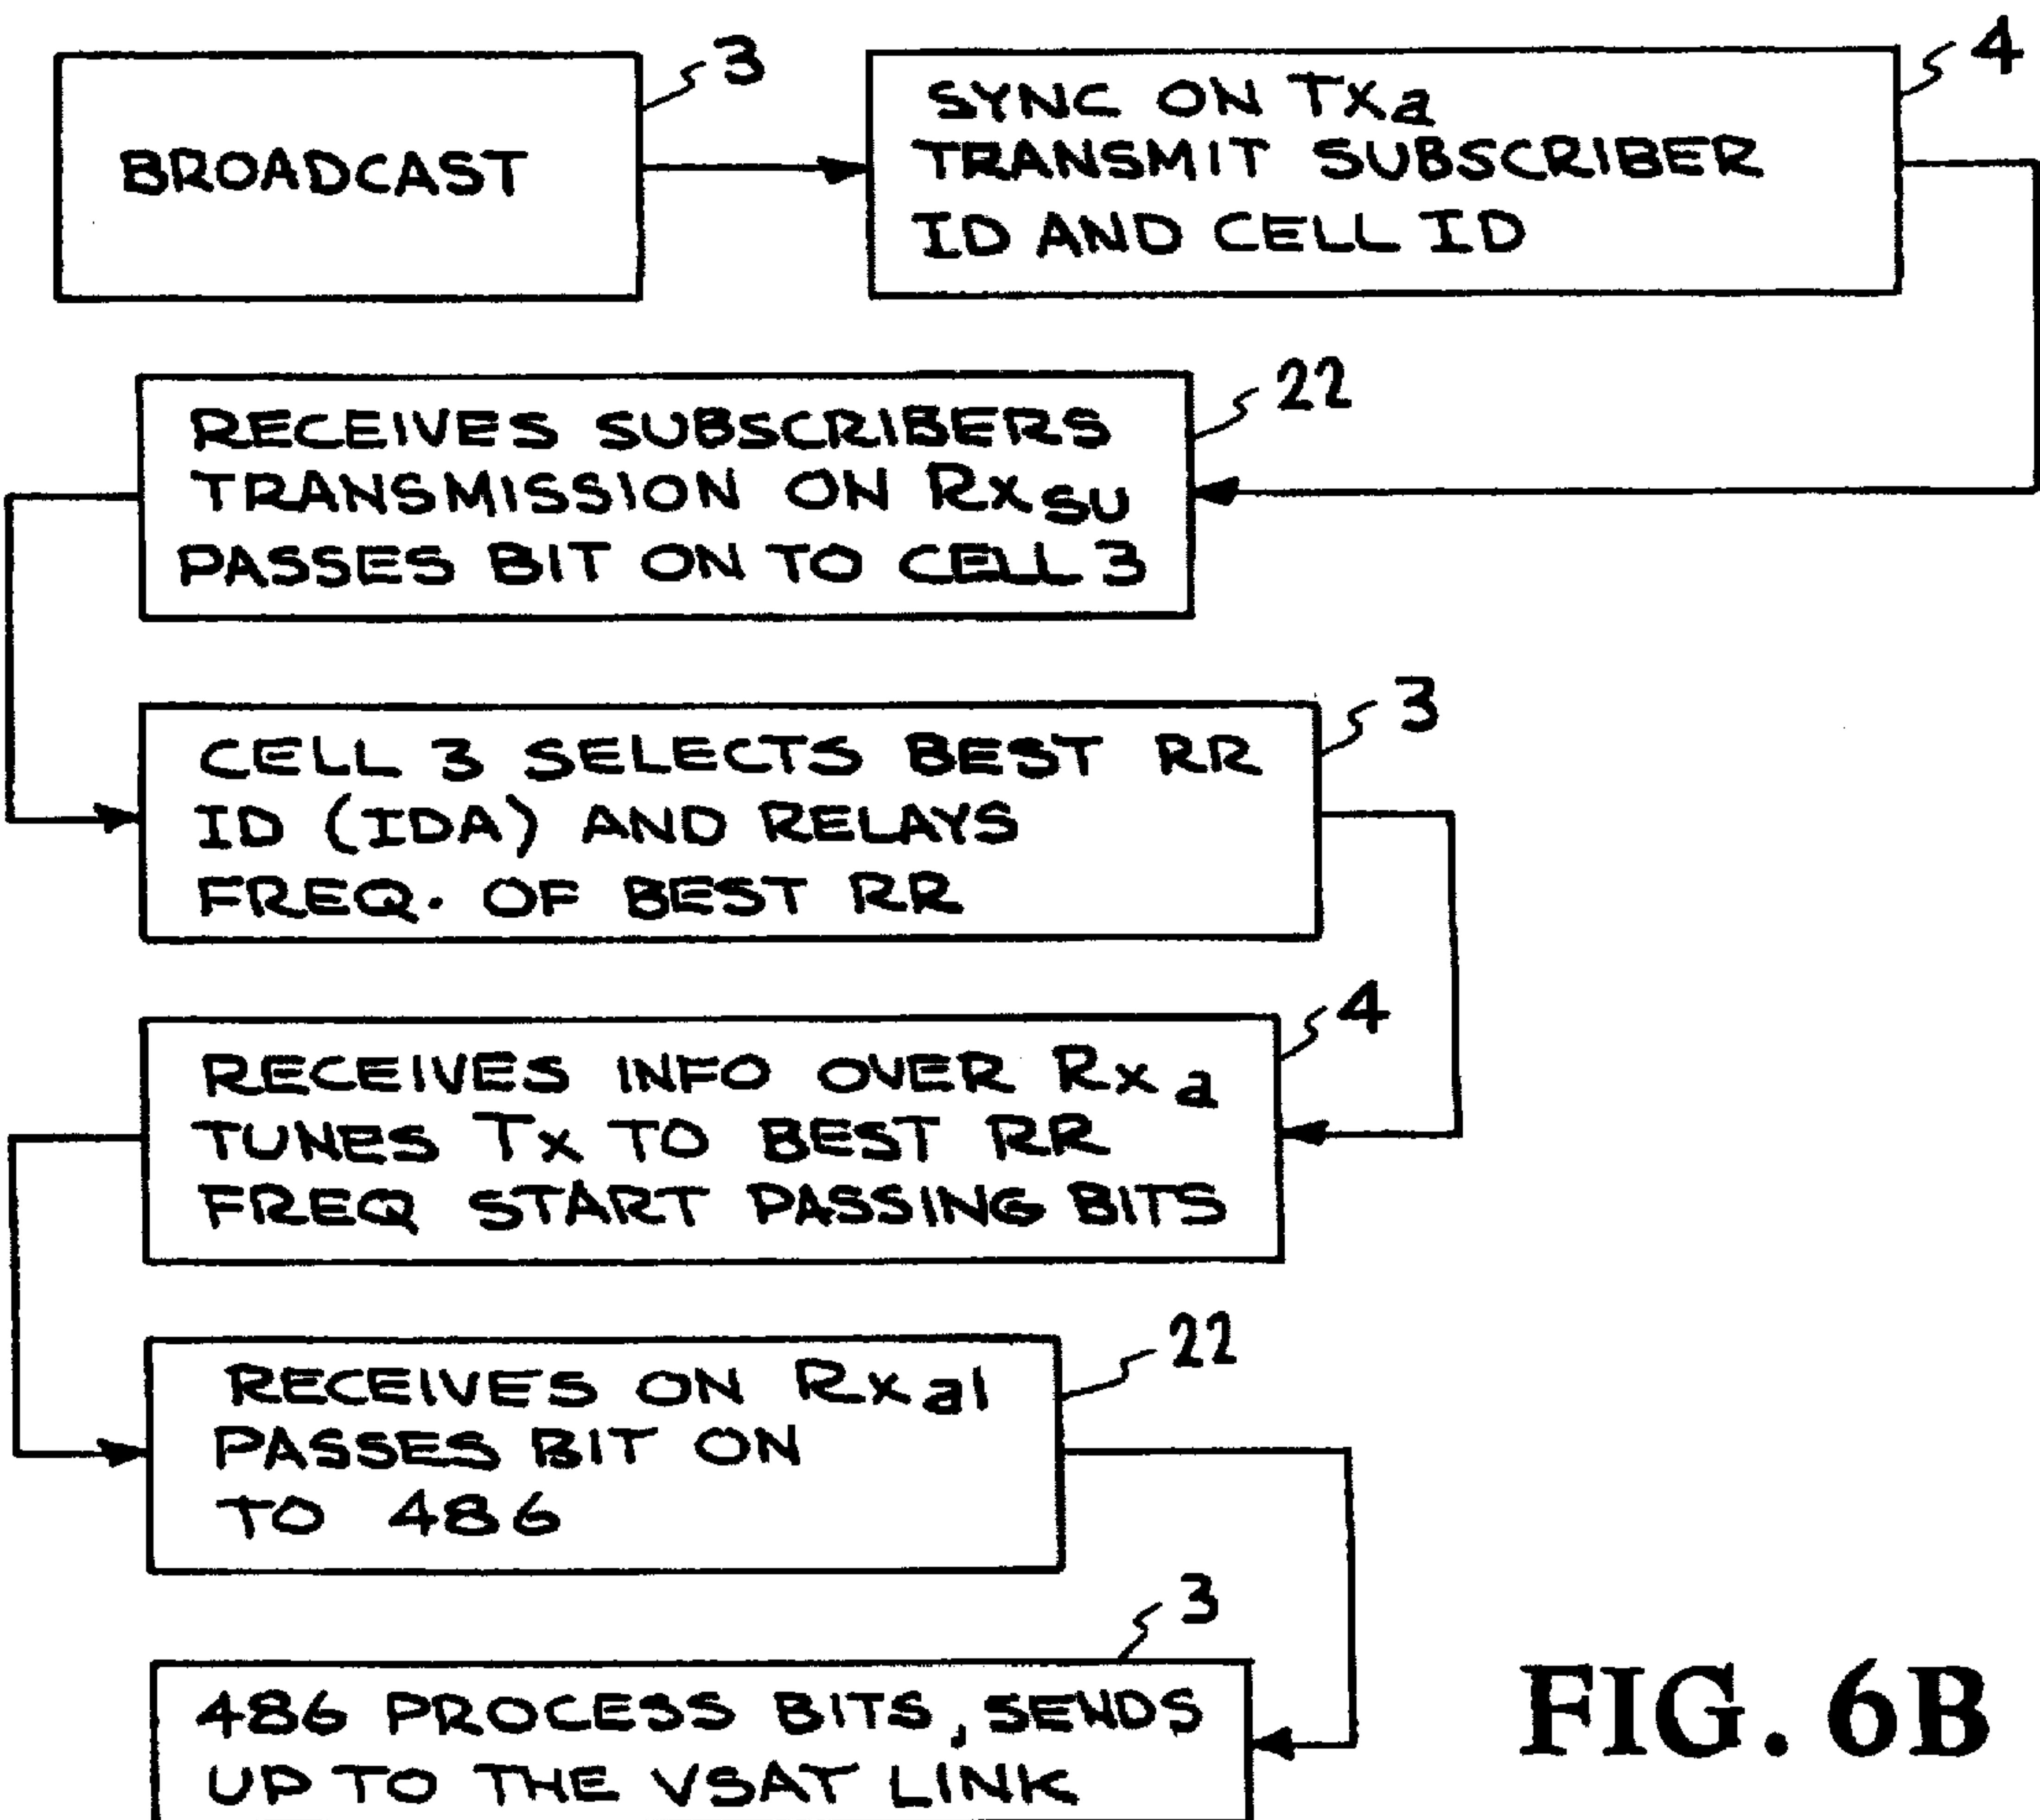 3
BROADCAST
4
SYNC ON Txa
TRANSMIT SUBSCRIBER
ID AND CELL ID
22
RECEIVES SUBSCRIBERS
TRANSMISSION ON RxSU
PASSES BIT ON TO CELL 3
3
CELL 3 SELECTS BEST RR
ID (IDA) AND RELAYS
FREQ. OF BEST RR
4
RECEIVES INFO OVER Rxa
TUNES Tx TO BEST RR
FREQ START PASSING BITS
22
RECEIVES ON Rxa1
PASSES BIT ON
TO 486
3
486 PROCESS BITS, SENDS
UP TO THE VSAT LINK
FIG. 6B